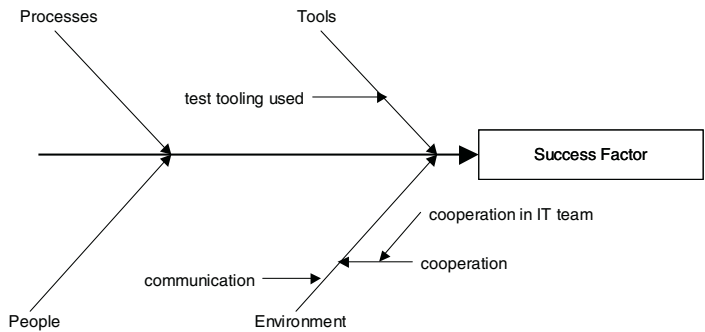 Processes
Tools
test tooling used
Success Factor
cooperation in IT team
cooperation
communication
People
Environment